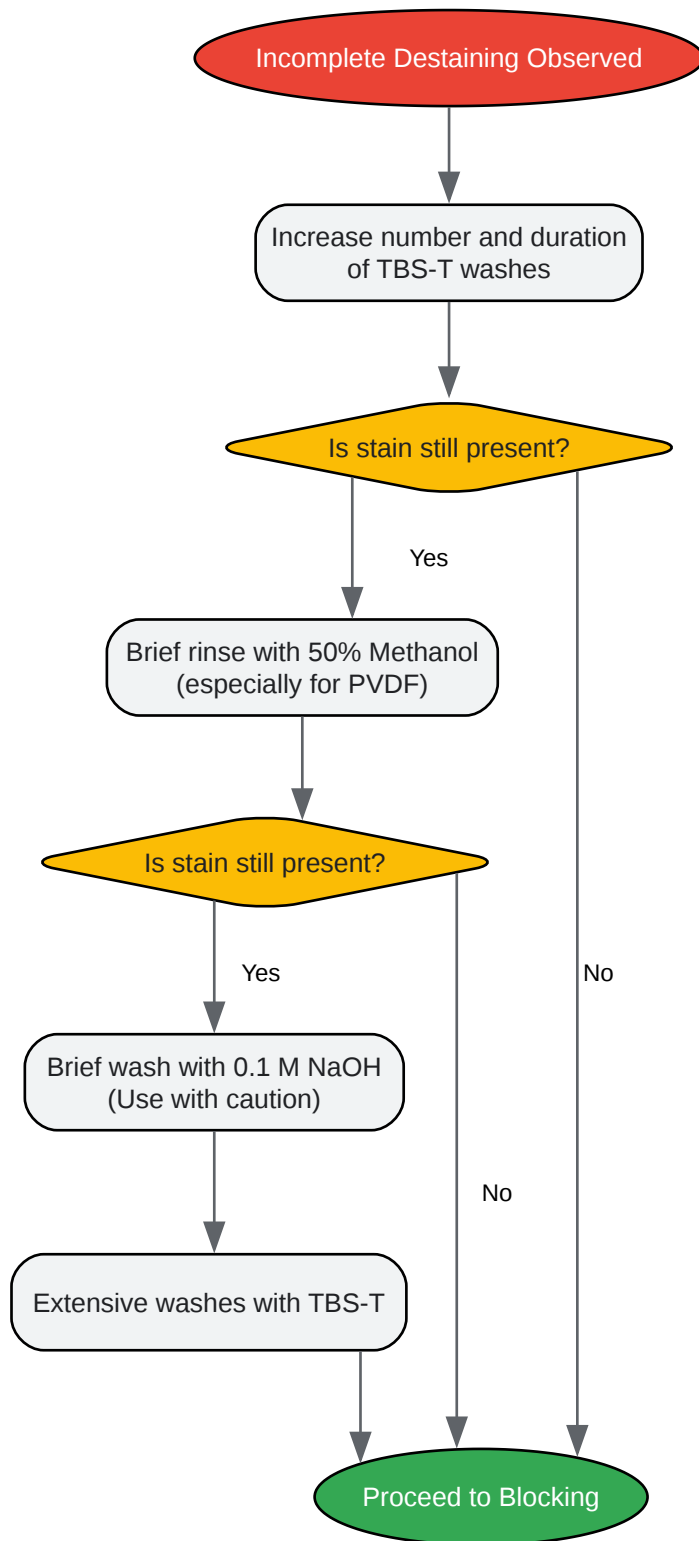 Incomplete Destaining Observed
Increase number and duration
of TBS-T washes
Is stain still present?
Yes
Brief rinse with 50% Methanol
(especially for PVDF)
Is stain still present?
Yes
No
Brief wash with 0.1 M NaOH
(Use with caution)
No
Extensive washes with TBS-T
Proceed to Blocking